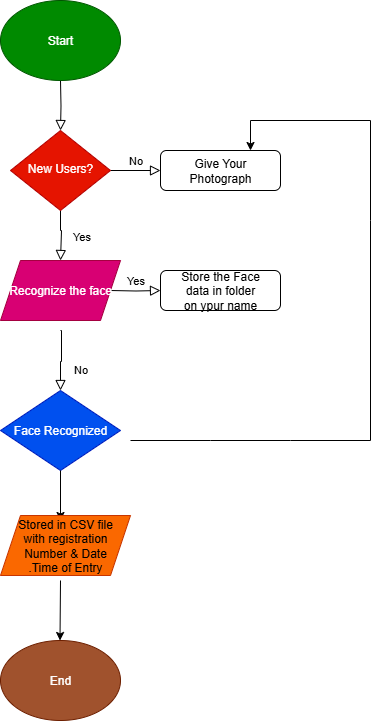 Start
New Users?
No
Give Your
Photograph
Yes
Recognize the face
Yes
Store the Face
data in folder
on ypur name
No
Face Recognized
Stored in CSV file
with registration
Number & Date
.Time of Entry
End